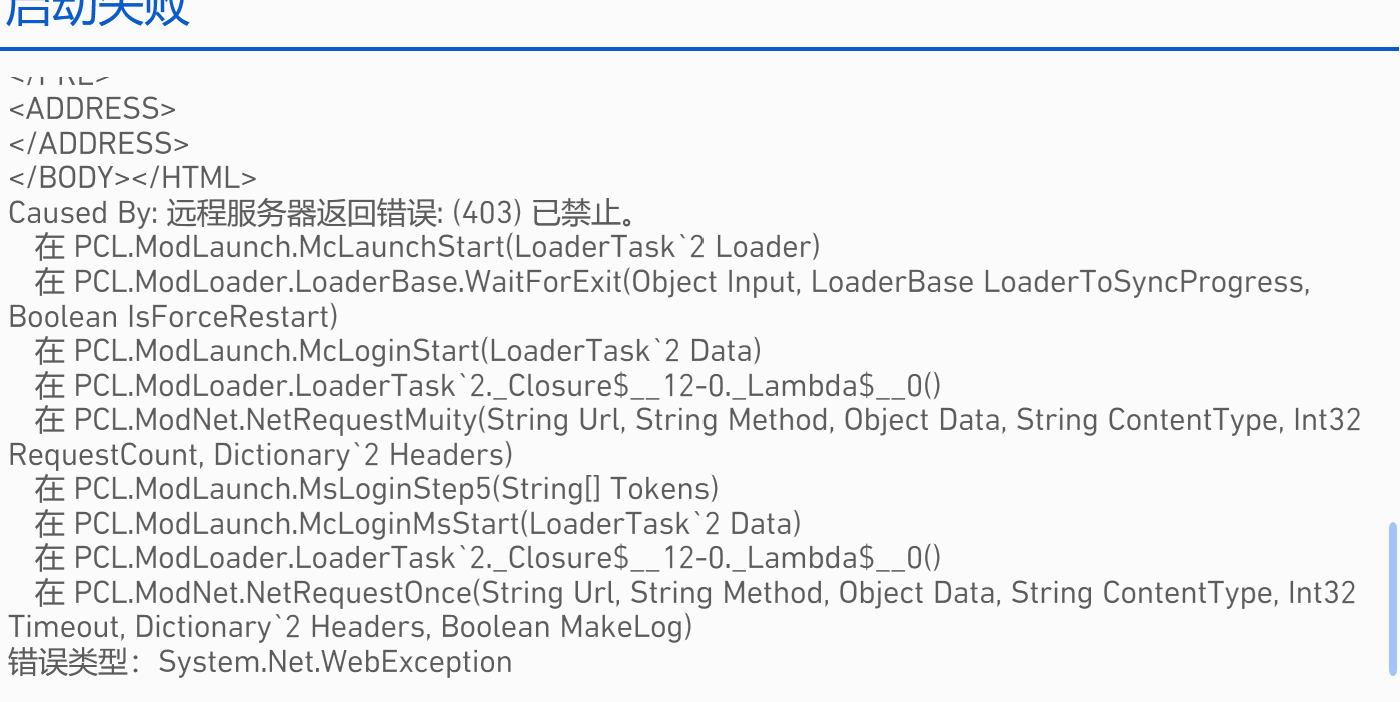 启动失败
</PRE>
<ADDRESS>
</ADDRESS>
</BODY></HTML>
Caused By: 远程服务器返回错误: (403) 已禁止。
在 PCL.ModLaunch.McLaunchStart(LoaderTask`2 Loader)
在 PCL.ModLoader.LoaderBase.WaitForExit(Object Input, LoaderBase LoaderToSyncProgress,
Boolean IsForceRestart)
在 PCL.ModLaunch.McLoginStart(LoaderTask`2 Data)
在 PCL.ModLoader.LoaderTask`2._Closure$__12-0._Lambda$__0()
在 PCL.ModNet.NetRequestMuity(String Url, String Method, Object Data, String ContentType, Int32
RequestCount, Dictionary`2 Headers)
在 PCL.ModLaunch.MsLoginStep5(String[] Tokens)
在 PCL.ModLaunch.McLoginMsStart(LoaderTask`2 Data)
在 PCL.ModLoader.LoaderTask`2._Closure$__12-0._Lambda$__0()
在 PCL.ModNet.NetRequestOnce(String Url, String Method, Object Data, String ContentType, Int32
Timeout, Dictionary`2 Headers, Boolean MakeLog)
错误类型：System.Net.WebException